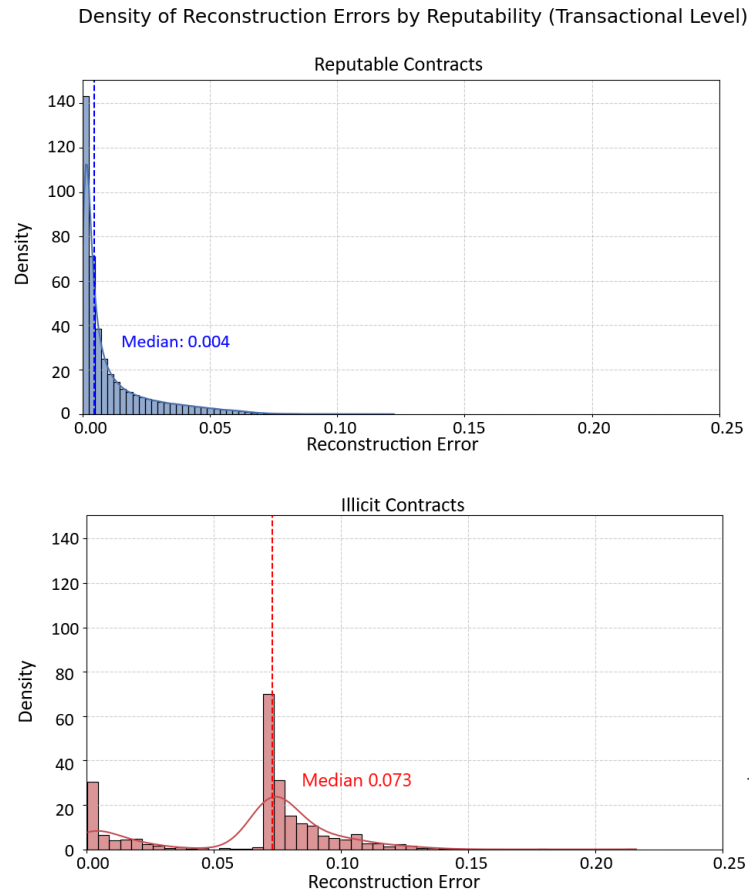 Density of Reconstruction Errors by Reputability (Transactional Level)
Reputable Contracts
140
120
100
80
60
40
20
0
Density
Median: 0.004
0.00 0.05 0.10 0.15 0.20 0.25
Reconstruction Error
Illicit Contracts
140
120
100
80
60
40
20
0
Density
Median 0.073
0.00 0.05 0.10 0.15 0.20 0.25
Reconstruction Error